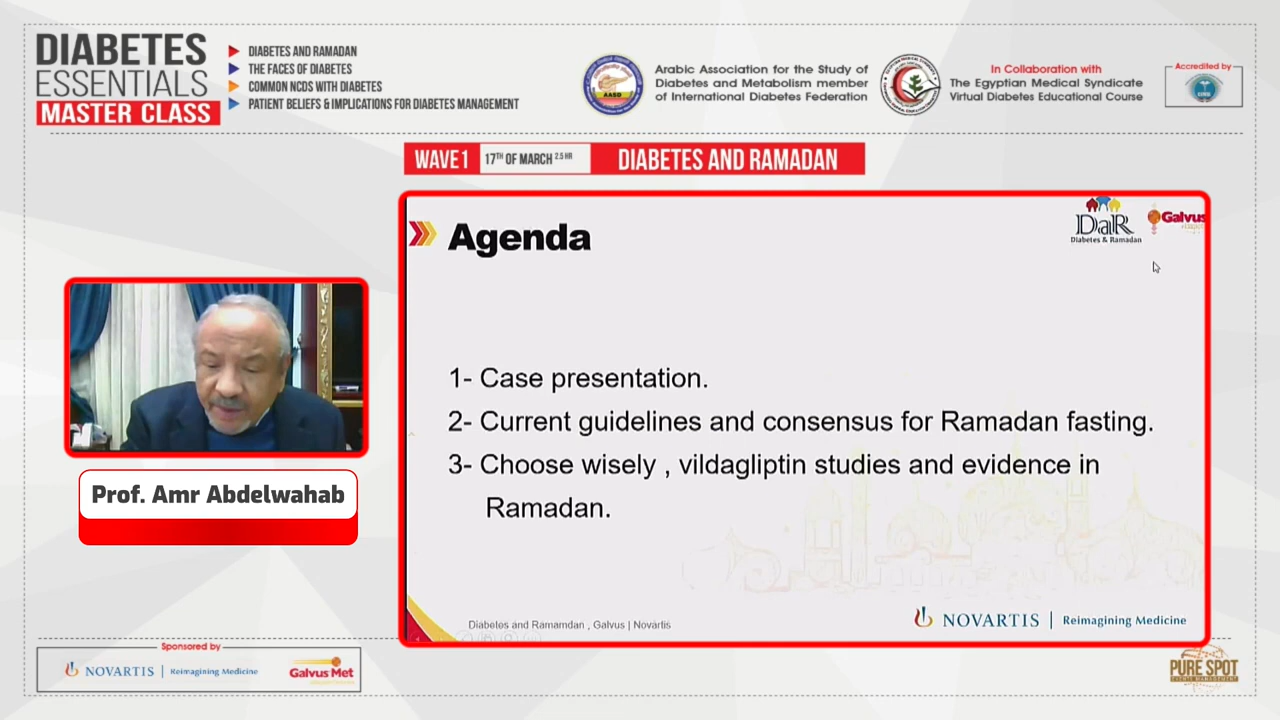 DIABETES
ESSENTIALS
MASTER CLASS
DIABETES AND RAMADAN
THE FACES OF DIABETES
COMMON NCDS WITH DIABETES
PATIENT BELIEFS & IMPLICATIONS FOR DIABETES MANAGEMENT
AASD
Arabic Association for the Study of
Diabetes and Metabolism member
of International Diabetes Federation
In Collaboration with
The Egyptian Medical Syndicate
Virtual Diabetes Educational Course
Accredited by
WAVE1 17TH OF MARCH 2.5 HR DIABETES AND RAMADAN
Agenda
DaR
Diabetes & Ramadan
Galvus
1- Case presentation.
2- Current guidelines and consensus for Ramadan fasting.
3- Choose wisely , vildagliptin studies and evidence in
Ramadan.
Diabetes and Ramamdan , Galvus | Novartis
NOVARTIS | Reimagining Medicine
Prof. Amr Abdelwahab
Sponsored by
NOVARTIS | Reimagining Medicine
Galvus Met
PURE SPOT
EVENTS MANAGEMENT